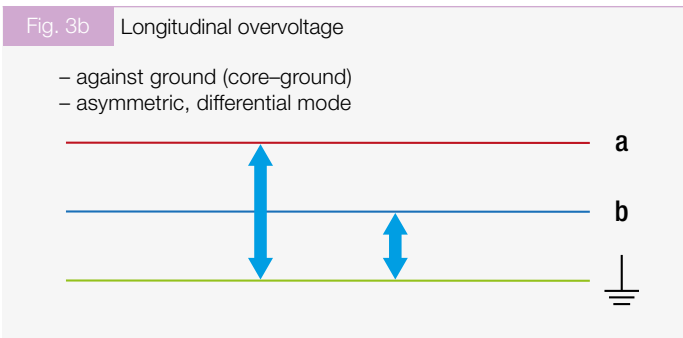 Fig. 3b Longitudinal overvoltage
– against ground (core–ground)
– asymmetric, differential mode
a
b